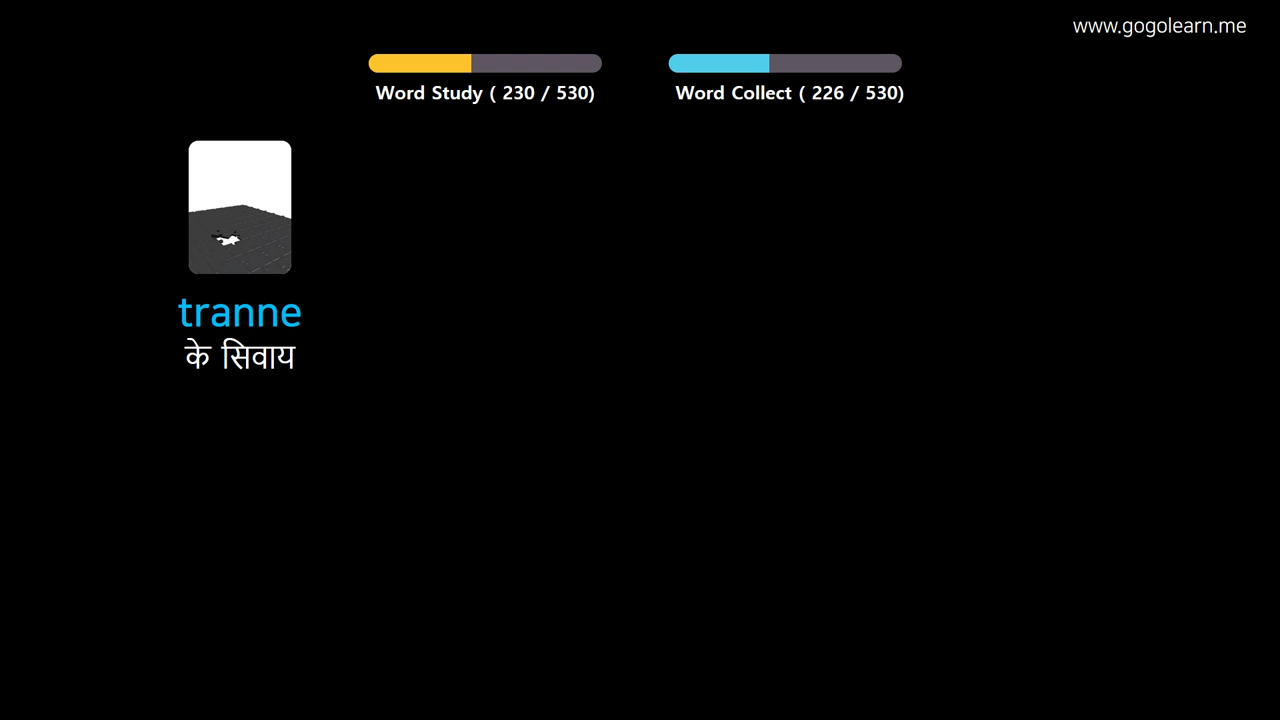 www.gogolearn.me
Word Study ( 230 / 530)
Word Collect ( 226 / 530)
tranne
के सिवाय